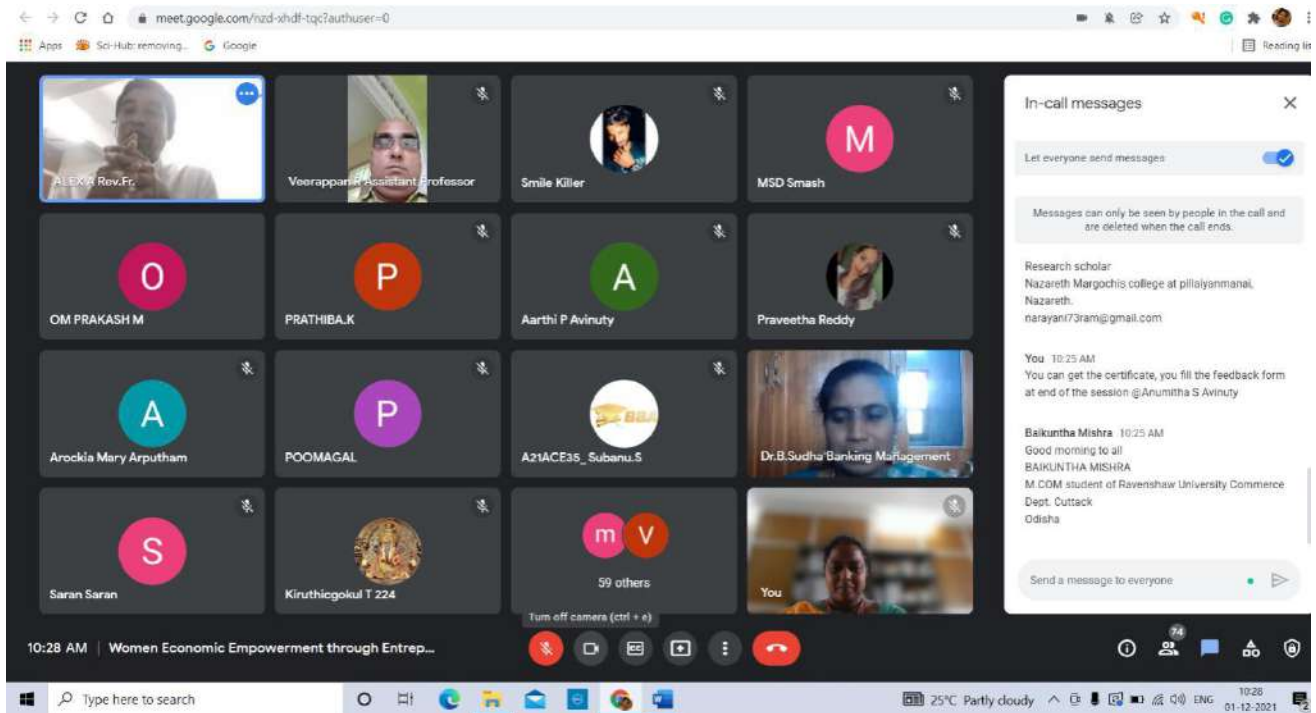 meet.google.com/nzd-xhdf-tqc?authuser=0
Apps Sci-Hub: removing... Google Reading lis
ALEX A Rev.Fr.
Veerappan R Assistant Professor
Smile Killer
M
MSD Smash
O
OM PRAKASH M
P
PRATHIBA.K
A
Aarthi P Avinuty
Praveetha Reddy
A
Arockia Mary Arputham
P
POOMAGAL
BBA
A21ACE35_Subanu.S
Dr.B.Sudha Banking Management
S
Saran Saran
Kiruthicgokul T 224
m V
59 others
You
In-call messages
Let everyone send messages
Messages can only be seen by people in the call and
are deleted when the call ends.
Research scholar
Nazareth Margochis college at pillaiyanmanai,
Nazareth.
narayani73ram@gmail.com
You 10:25 AM
You can get the certificate, you fill the feedback form
at end of the session @Anumitha S Avinuty
Baikuntha Mishra 10:25 AM
Good morning to all
BAIKUNTHA MISHRA
M.COM student of Ravenshaw University Commerce
Dept. Cuttack
Odisha
Send a message to everyone
Turn off camera (ctrl + e)
10:28 AM | Women Economic Empowerment through Entrep...
74
Type here to search
25°C Partly cloudy ENG 10:28
01-12-2021
2